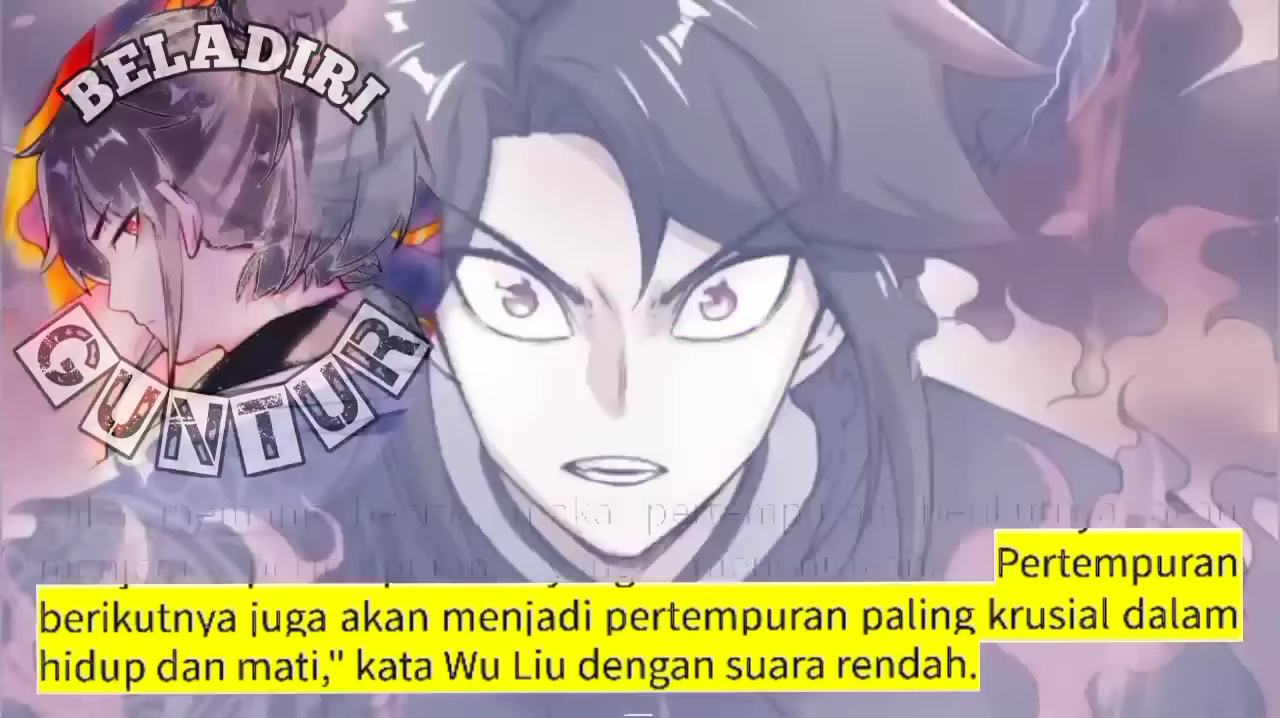 BELADIRI
GUNTUR
maka
Pertempuran
berikutnya juga akan menjadi pertempuran paling krusial dalam
hidup dan mati," kata Wu Liu dengan suara rendah.